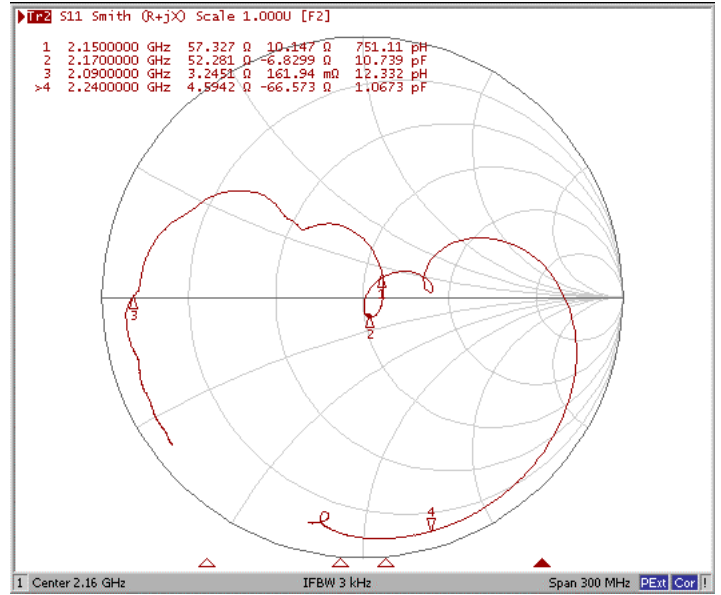 Tr2 S11 Smith (R+jX) Scale 1.000U [F2]
1 2.1500000 GHz 57.327 Ω 10.147 Ω 751.11 pH
2 2.1700000 GHz 52.281 Ω -6.8299 Ω 10.739 pF
3 2.0900000 GHz 3.2451 Ω 161.94 mΩ 12.332 pH
>4 2.2400000 GHz 4.5942 Ω -66.573 Ω 1.0673 pF
1
3
2
4
1 Center 2.16 GHz IFBW 3 kHz Span 300 MHz PExt Cor !